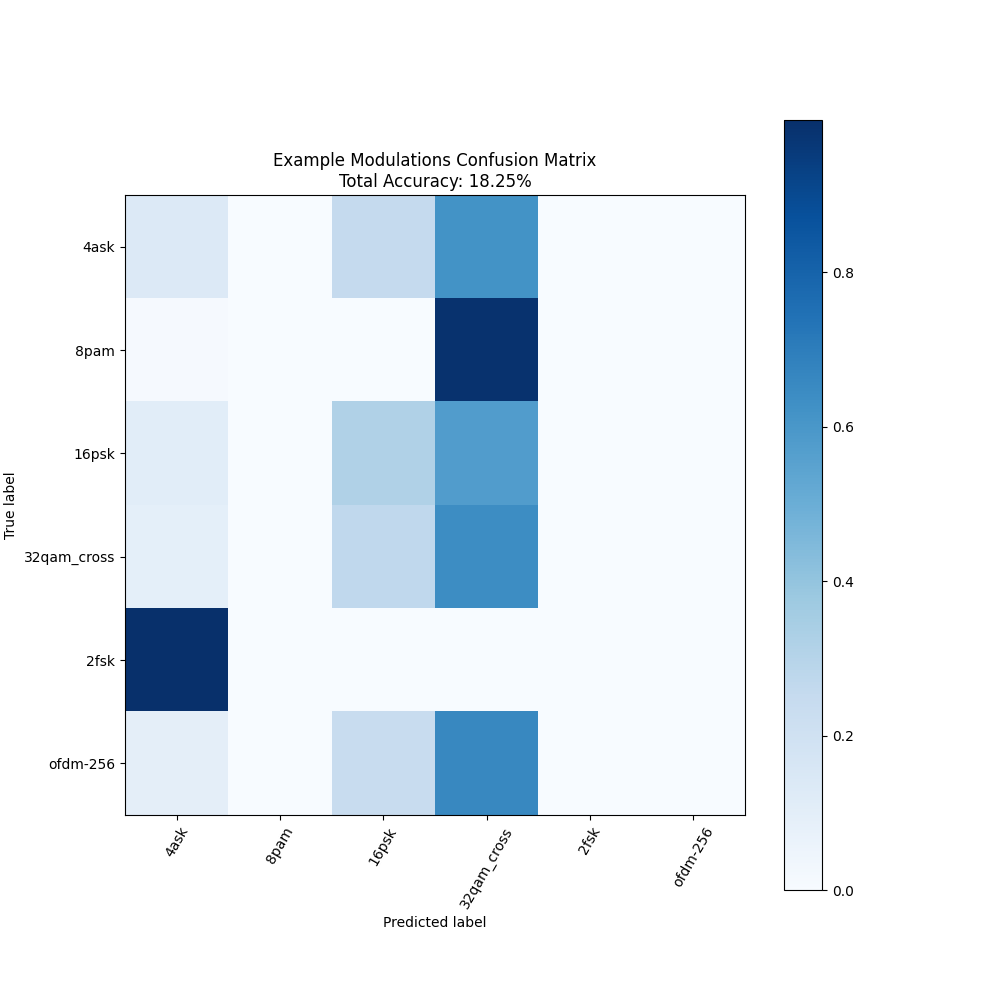 Example Modulations Confusion Matrix
Total Accuracy: 18.25%
True label
4ask
8pam
16psk
32qam_cross
2fsk
ofdm-256
4ask
8pam
16psk
32qam_cross
2fsk
ofdm-256
Predicted label
0.8
0.6
0.4
0.2
0.0